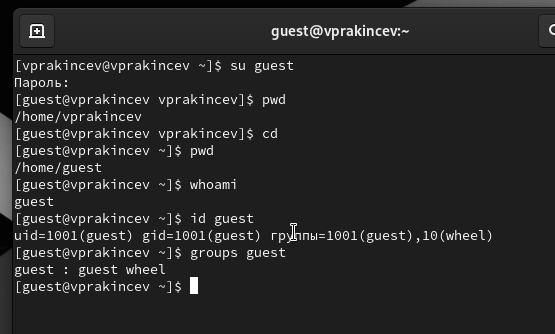 guest@vprakincev:~
[vprakincev@vprakincev ~]$ su guest
Пароль:
[guest@vprakincev vprakincev]$ pwd
/home/vprakincev
[guest@vprakincev vprakincev]$ cd
[guest@vprakincev ~]$ pwd
/home/guest
[guest@vprakincev ~]$ whoami
guest
[guest@vprakincev ~]$ id guest
uid=1001(guest) gid=1001(guest) группы=1001(guest),10(wheel)
[guest@vprakincev ~]$ groups guest
guest : guest wheel
[guest@vprakincev ~]$